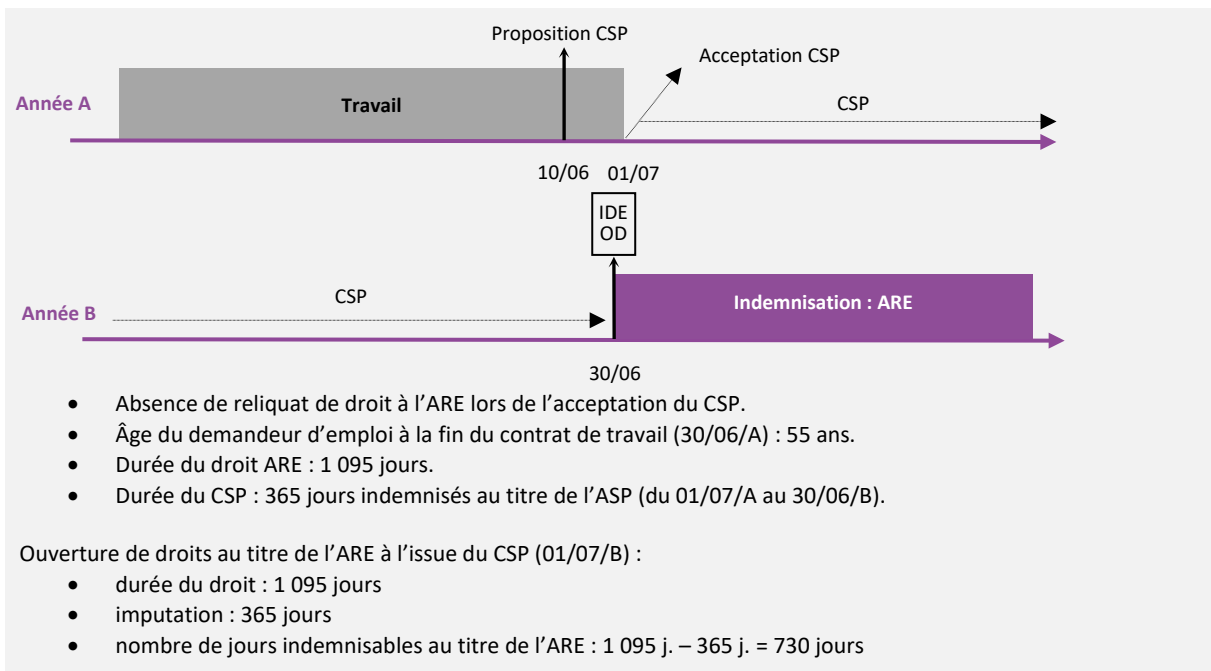 Proposition CSP
Acceptation CSP
Année A
Travail
CSP
10/06 01/07
IDE
OD
CSP
Indemnisation : ARE
Année B
30/06
• Absence de reliquat de droit à l’ARE lors de l’acceptation du CSP.
• Âge du demandeur d’emploi à la fin du contrat de travail (30/06/A) : 55 ans.
• Durée du droit ARE : 1 095 jours.
• Durée du CSP : 365 jours indemnisés au titre de l’ASP (du 01/07/A au 30/06/B).
Ouverture de droits au titre de l’ARE à l’issue du CSP (01/07/B) :
• durée du droit : 1 095 jours
• imputation : 365 jours
• nombre de jours indemnisables au titre de l’ARE : 1 095 j. – 365 j. = 730 jours